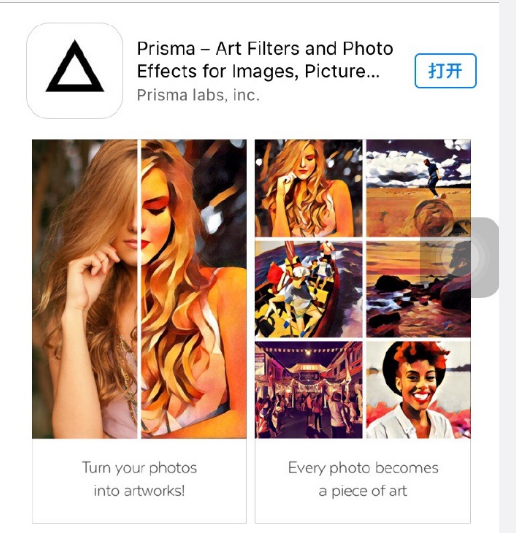 Prisma – Art Filters and Photo
Effects for Images, Picture...
Prisma labs, inc.
打开
Turn your photos
into artworks!
Every photo becomes
a piece of art